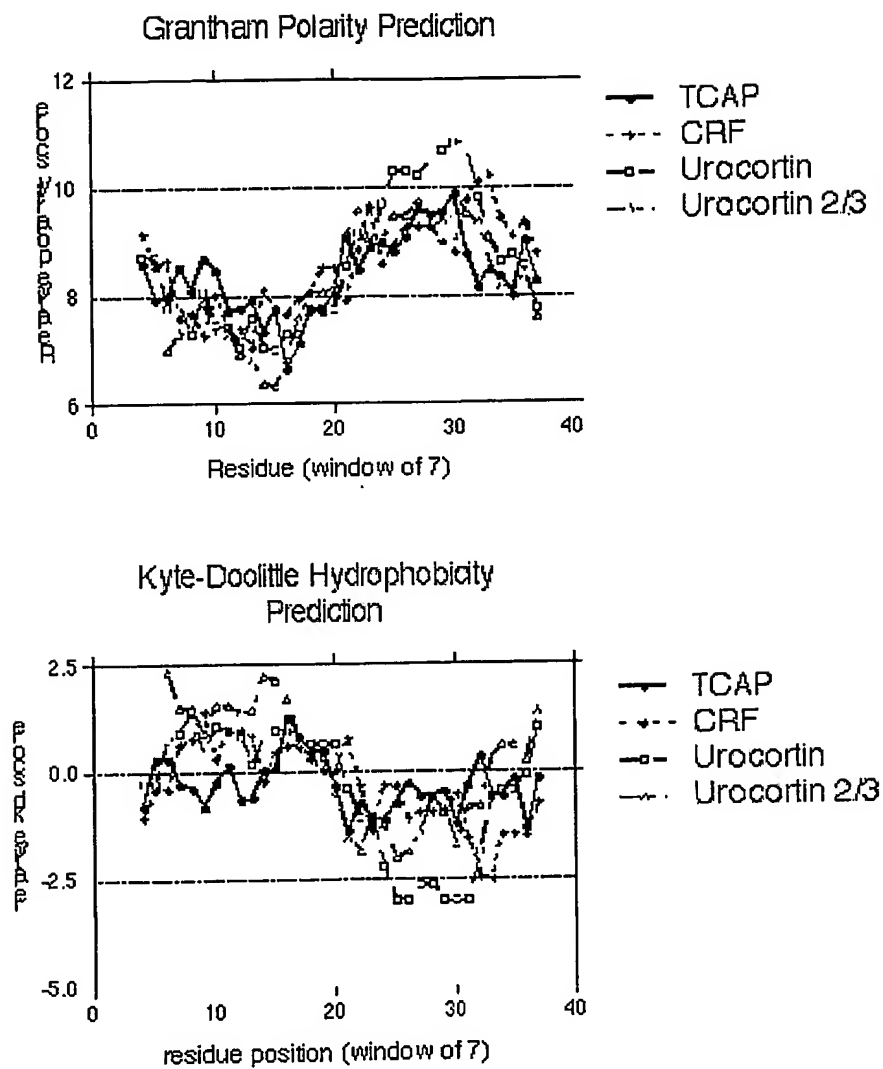 Grantham Polarity Prediction
12
10
8
6
0
10
20
30
40
Residue (window of 7)
TCAP
CRF
Urocortin
Urocortin 2/3
Kyte-Doolittle Hydrophobicity
Prediction
2.5
0.0
-2.5
-5.0
0
10
20
30
40
residue position (window of 7)
TCAP
CRF
Urocortin
Urocortin 2/3